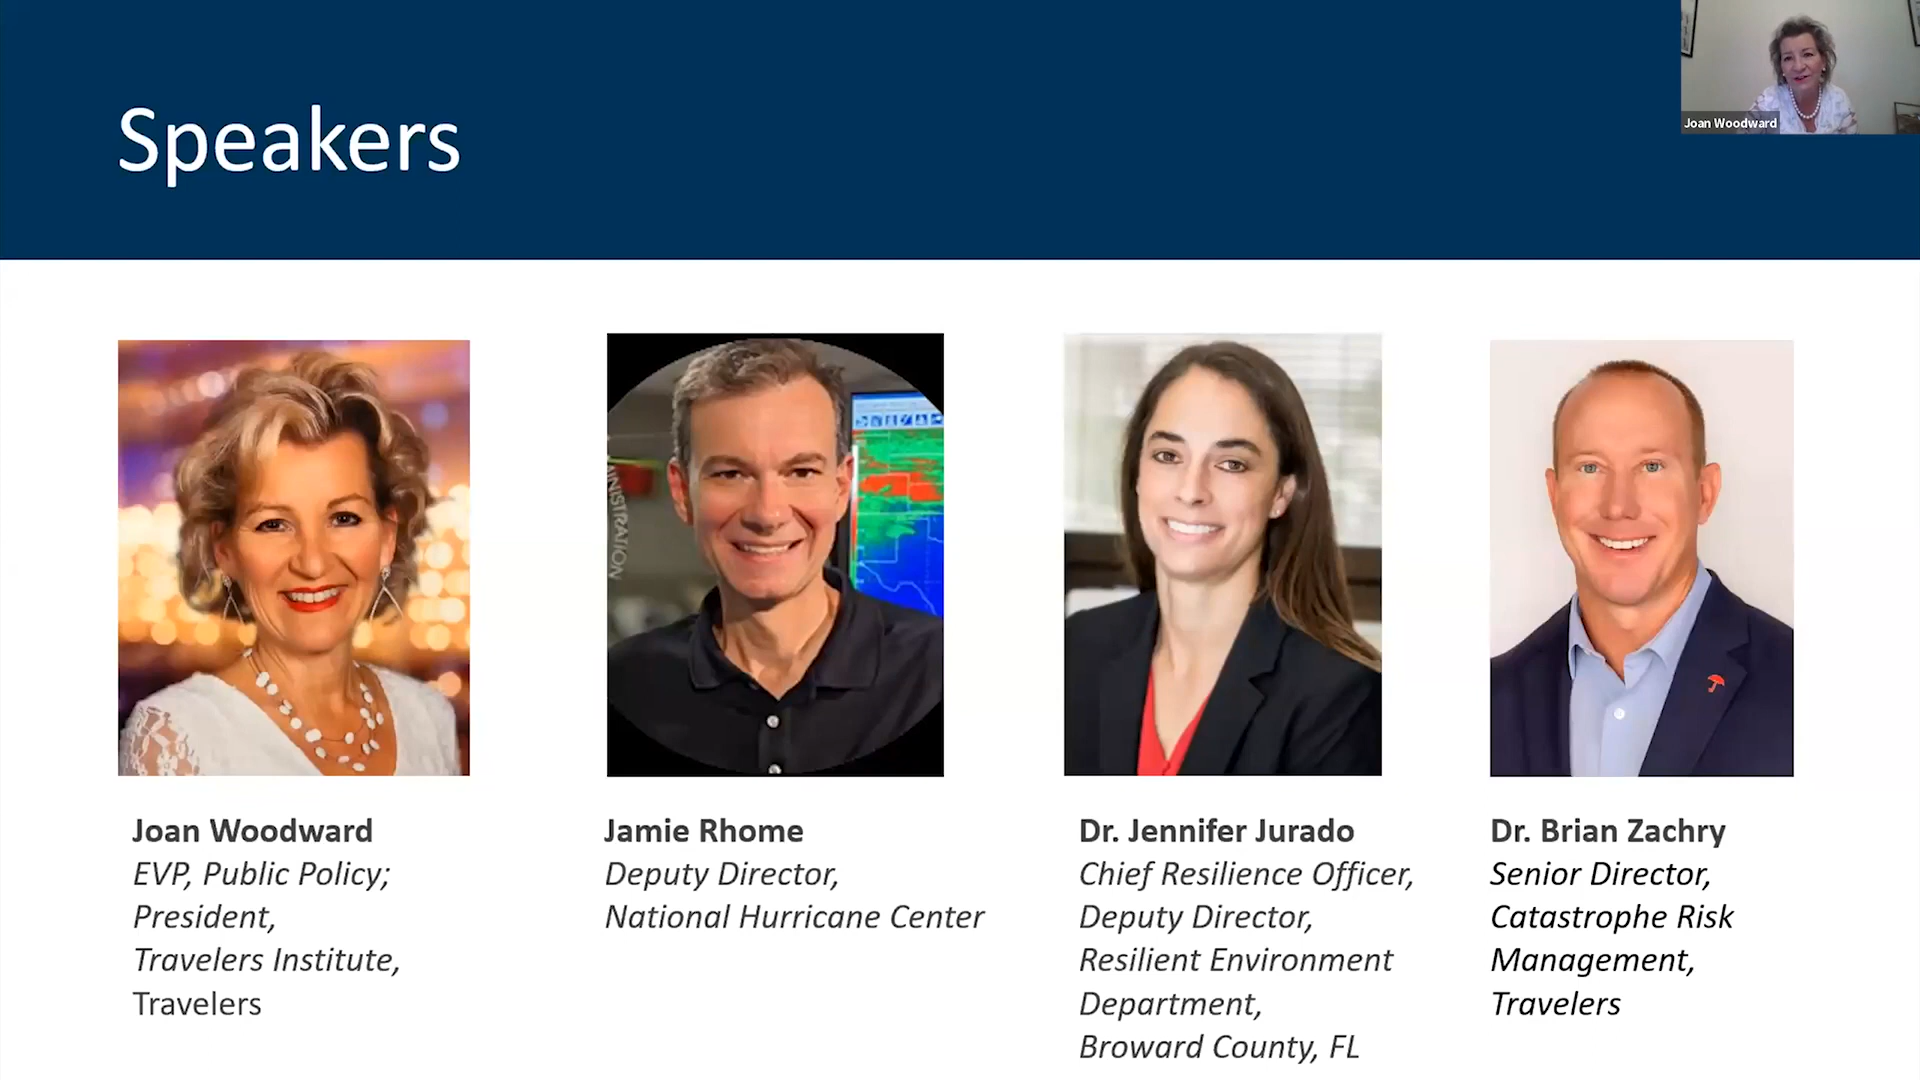 Speakers
Joan Woodward
NNISTRATION
Joan Woodward
EVP, Public Policy;
President,
Travelers Institute,
Travelers
Jamie Rhome
Deputy Director,
National Hurricane Center
Dr. Jennifer Jurado
Chief Resilience Officer,
Deputy Director,
Resilient Environment
Department,
Broward County, FL
Dr. Brian Zachry
Senior Director,
Catastrophe Risk
Management,
Travelers